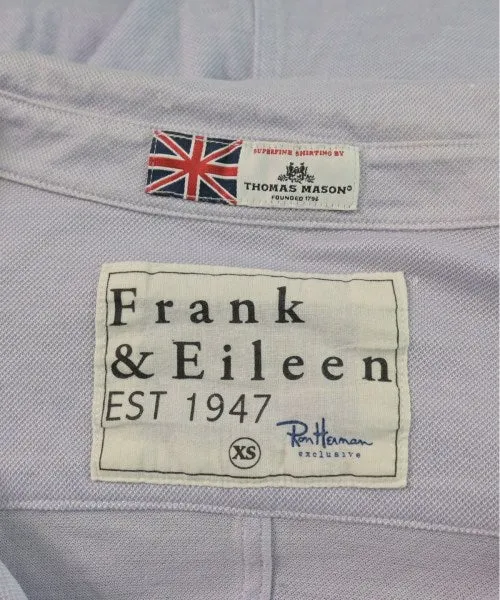 SUPERFINE SHIRTING BY
THOMAS MASON®
FOUNDED 1796
Frank
& Eileen
EST 1947
Ron Herman
exclusive
XS